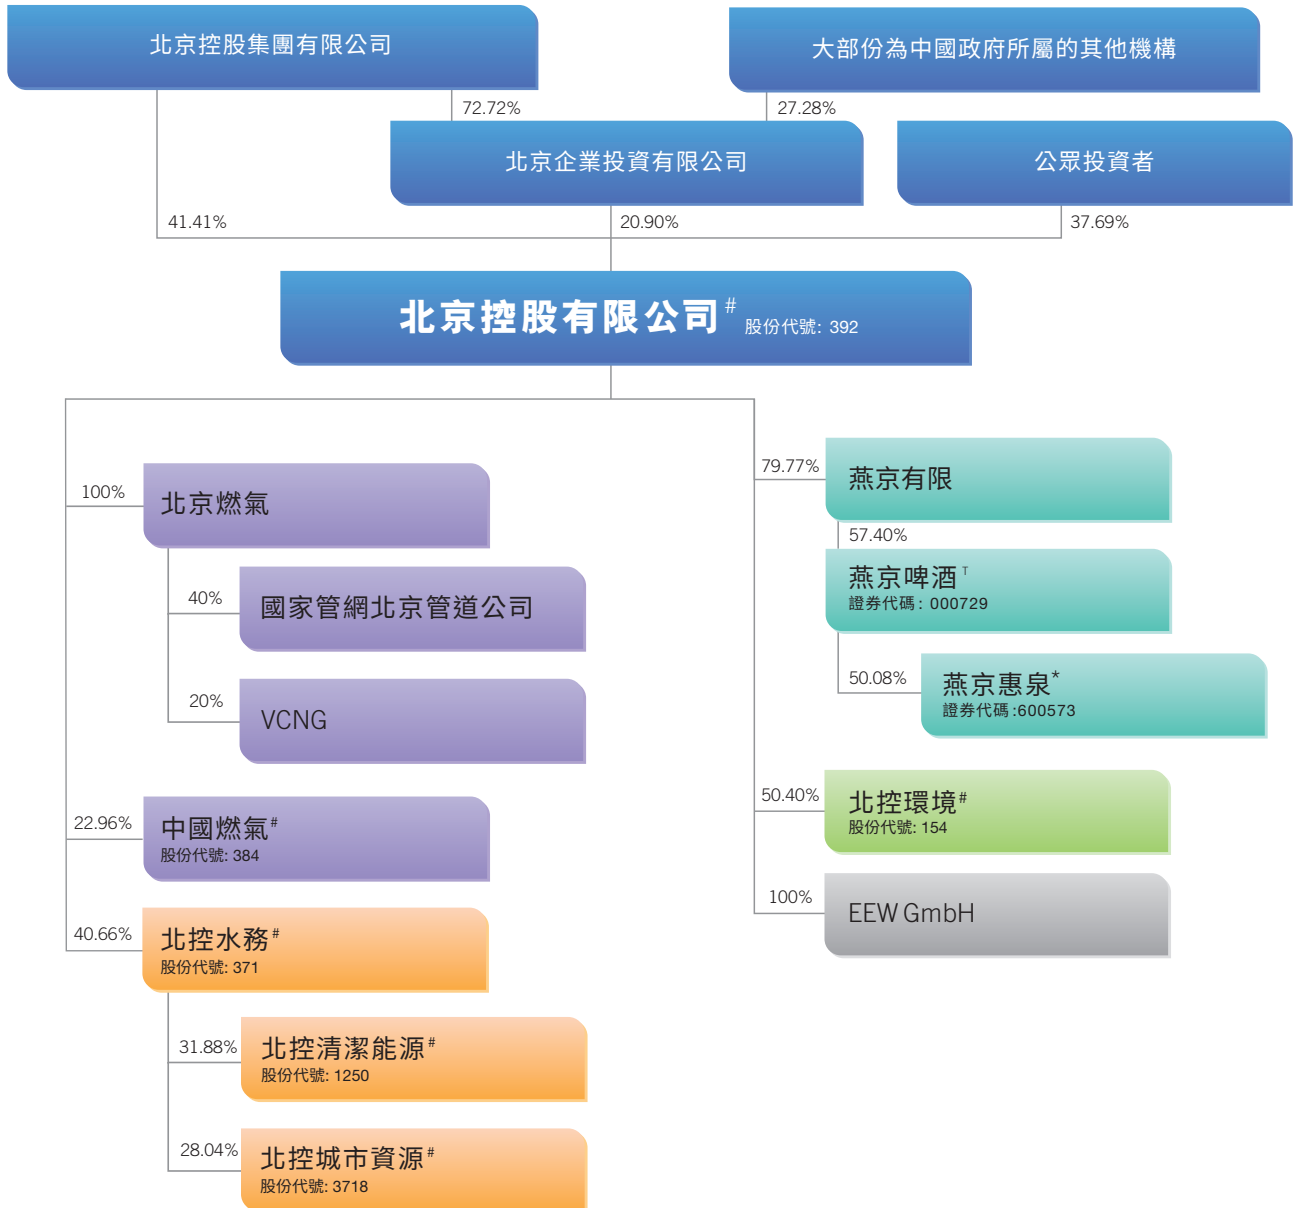 北京控股集團有限公司
大部份為中國政府所屬的其他機構
72.72%
27.28%
北京企業投資有限公司
公眾投資者
41.41%
20.90%
37.69%
北京控股有限公司# 股份代號: 392
100%
北京燃氣
40%
國家管網北京管道公司
20%
VCNG
22.96%
中國燃氣#
股份代號: 384
40.66%
北控水務#
股份代號: 371
31.88%
北控清潔能源#
股份代號: 1250
28.04%
北控城市資源#
股份代號: 3718
79.77%
燕京有限
57.40%
燕京啤酒T
證券代碼: 000729
50.08%
燕京惠泉*
證券代碼:600573
50.40%
北控環境#
股份代號: 154
100%
EEW GmbH